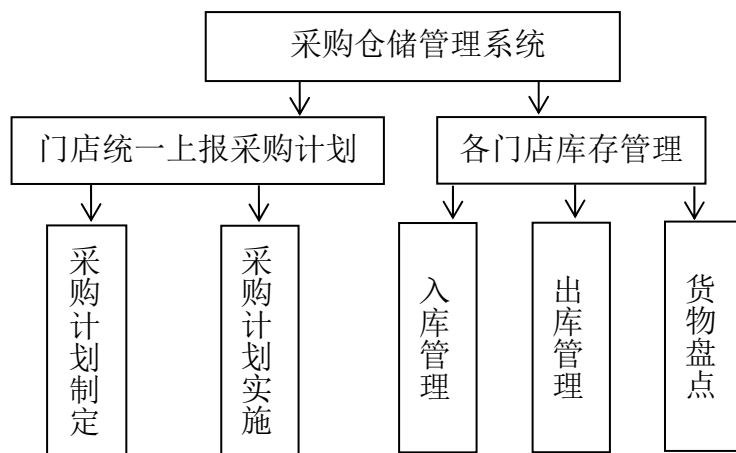 采购仓储管理系统
门店统一上报采购计划
各门店库存管理
采购计划制定
采购计划实施
入库管理
出库管理
货物盘点